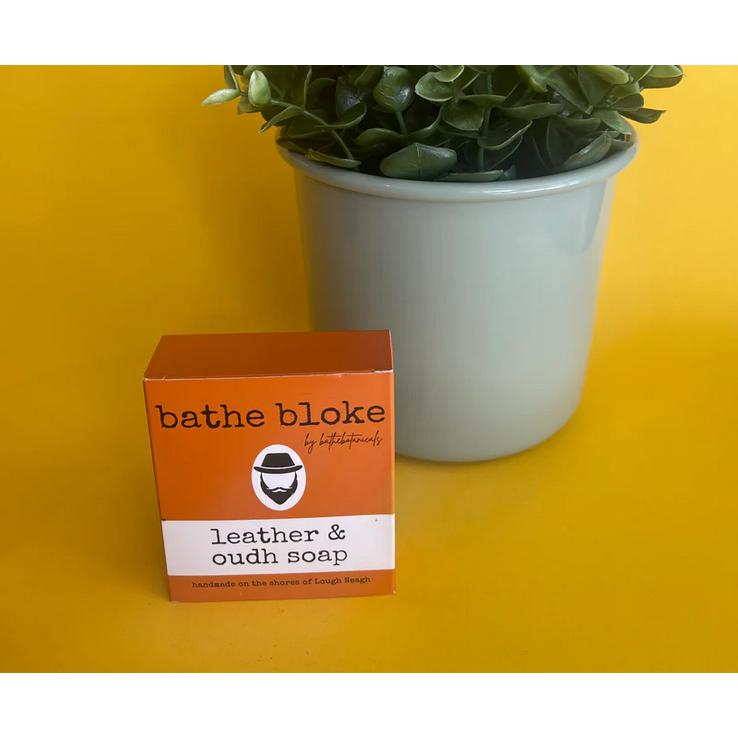 bathe bloke
by bathebotanicals
leather &
oudh soap
handmade on the shores of Lough Neagh